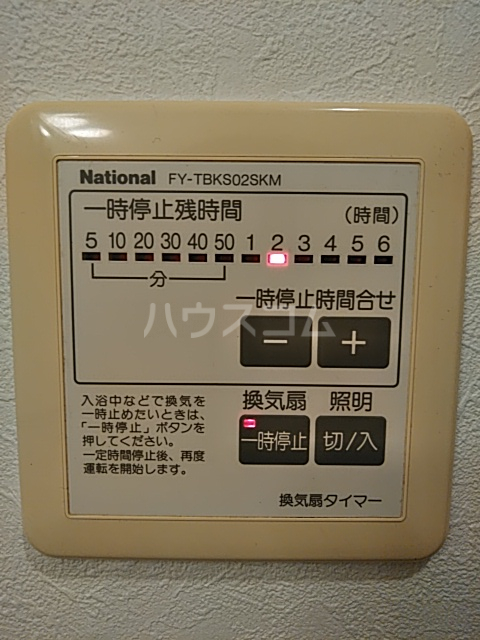 National FY-TBKS02SKM
一時停止残時間 (時間)
5 10 20 30 40 50 1 2 3 4 5 6
分
一時停止時間合せ
ハウスコム
− +
入浴中などで換気を
一時止めたいときは、
「一時停止」ボタンを
押してください。
一定時間停止後、再度
運転を開始します。
換気扇 照明
一時停止 切/入
換気扇タイマー